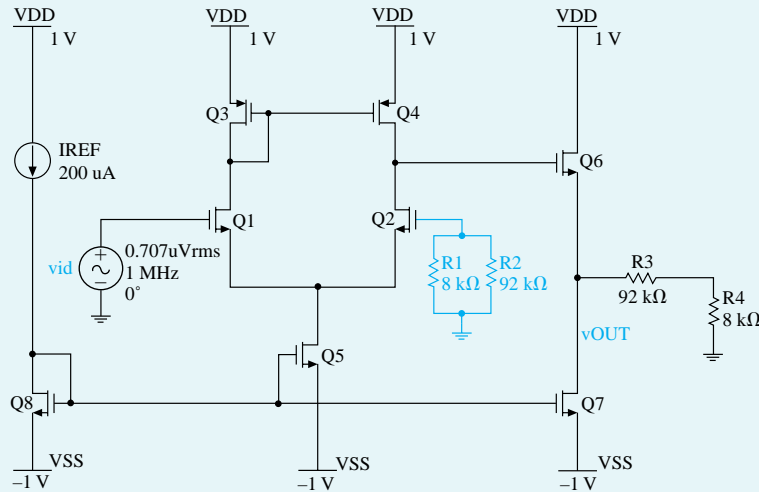 VDD
1 V
VDD
1 V
VDD
1 V
VDD
1 V
Q3
Q4
Q6
IREF
200 uA
Q1
Q2
vid
0.707uVrms
1 MHz
0°
R1
8 kΩ
R2
92 kΩ
R3
92 kΩ
R4
8 kΩ
vOUT
Q5
Q8
Q7
VSS
−1 V
VSS
−1 V
VSS
−1 V